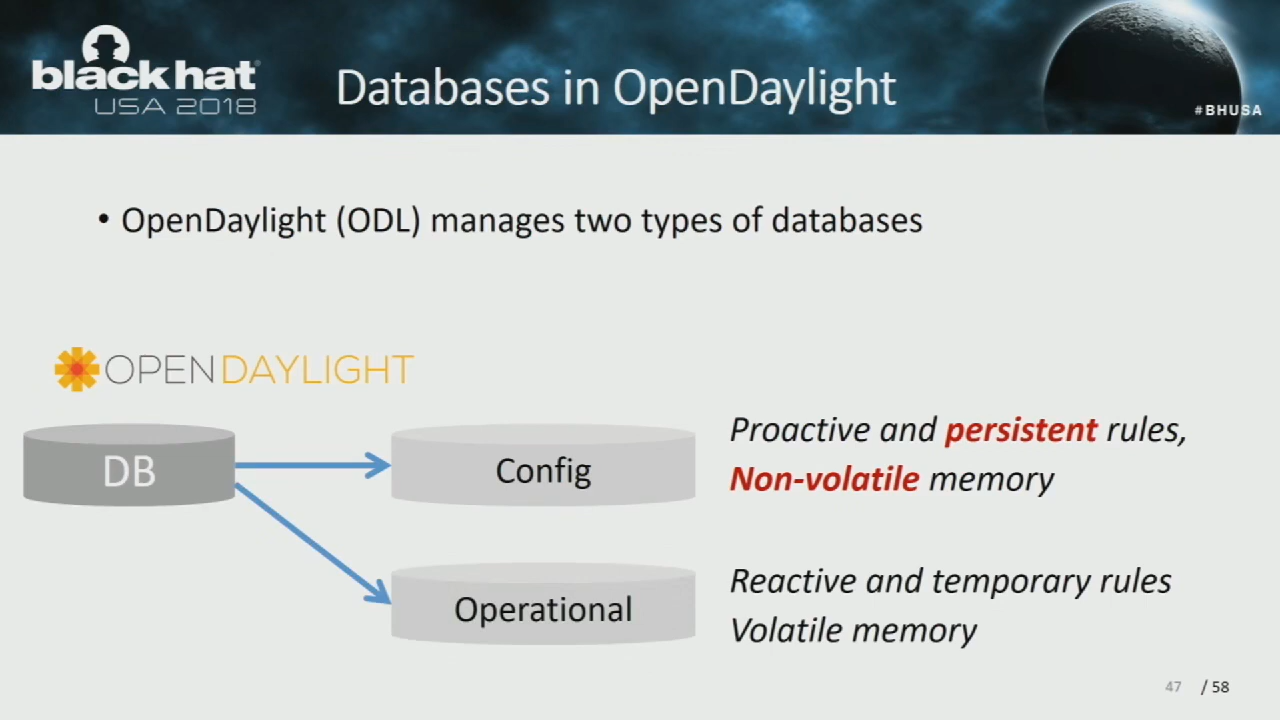 black hat
USA 2018
Databases in OpenDaylight
#BHUSA
• OpenDaylight (ODL) manages two types of databases
OPENDAYLIGHT
DB
Config
Proactive and persistent rules,
Non-volatile memory
Operational
Reactive and temporary rules
Volatile memory
47 / 58